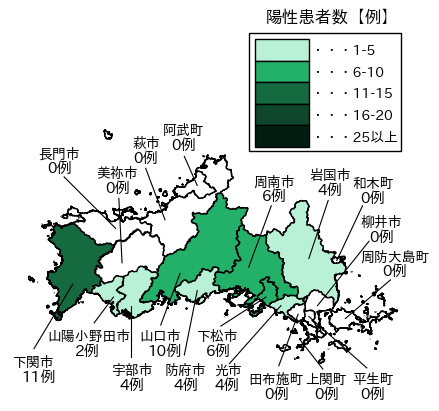 陽性患者数【例】
・・・1-5
・・・6-10
・・・11-15
・・・16-20
・・・25以上
阿武町
0例
萩市
0例
長門市
0例
美祢市
0例
周南市
6例
岩国市
4例
和木町
0例
柳井市
0例
周防大島町
0例
下関市
11例
山陽小野田市
2例
宇部市
4例
山口市
10例
防府市
4例
下松市
6例
光市
4例
田布施町
0例
上関町
0例
平生町
0例